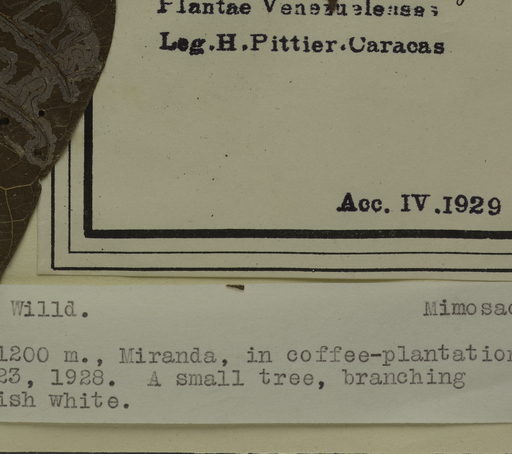 Plantae Venezuelenses
Leg.H.Pittier.Caracas
Acc. IV.1929
Willd. Mimosac
1200 m., Miranda, in coffee-plantation
23, 1928. A small tree, branching
ish white.